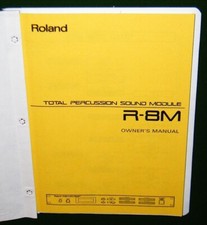 Roland
TOTAL PERCUSSION SOUND MODULE
R-8M
OWNER'S MANUAL